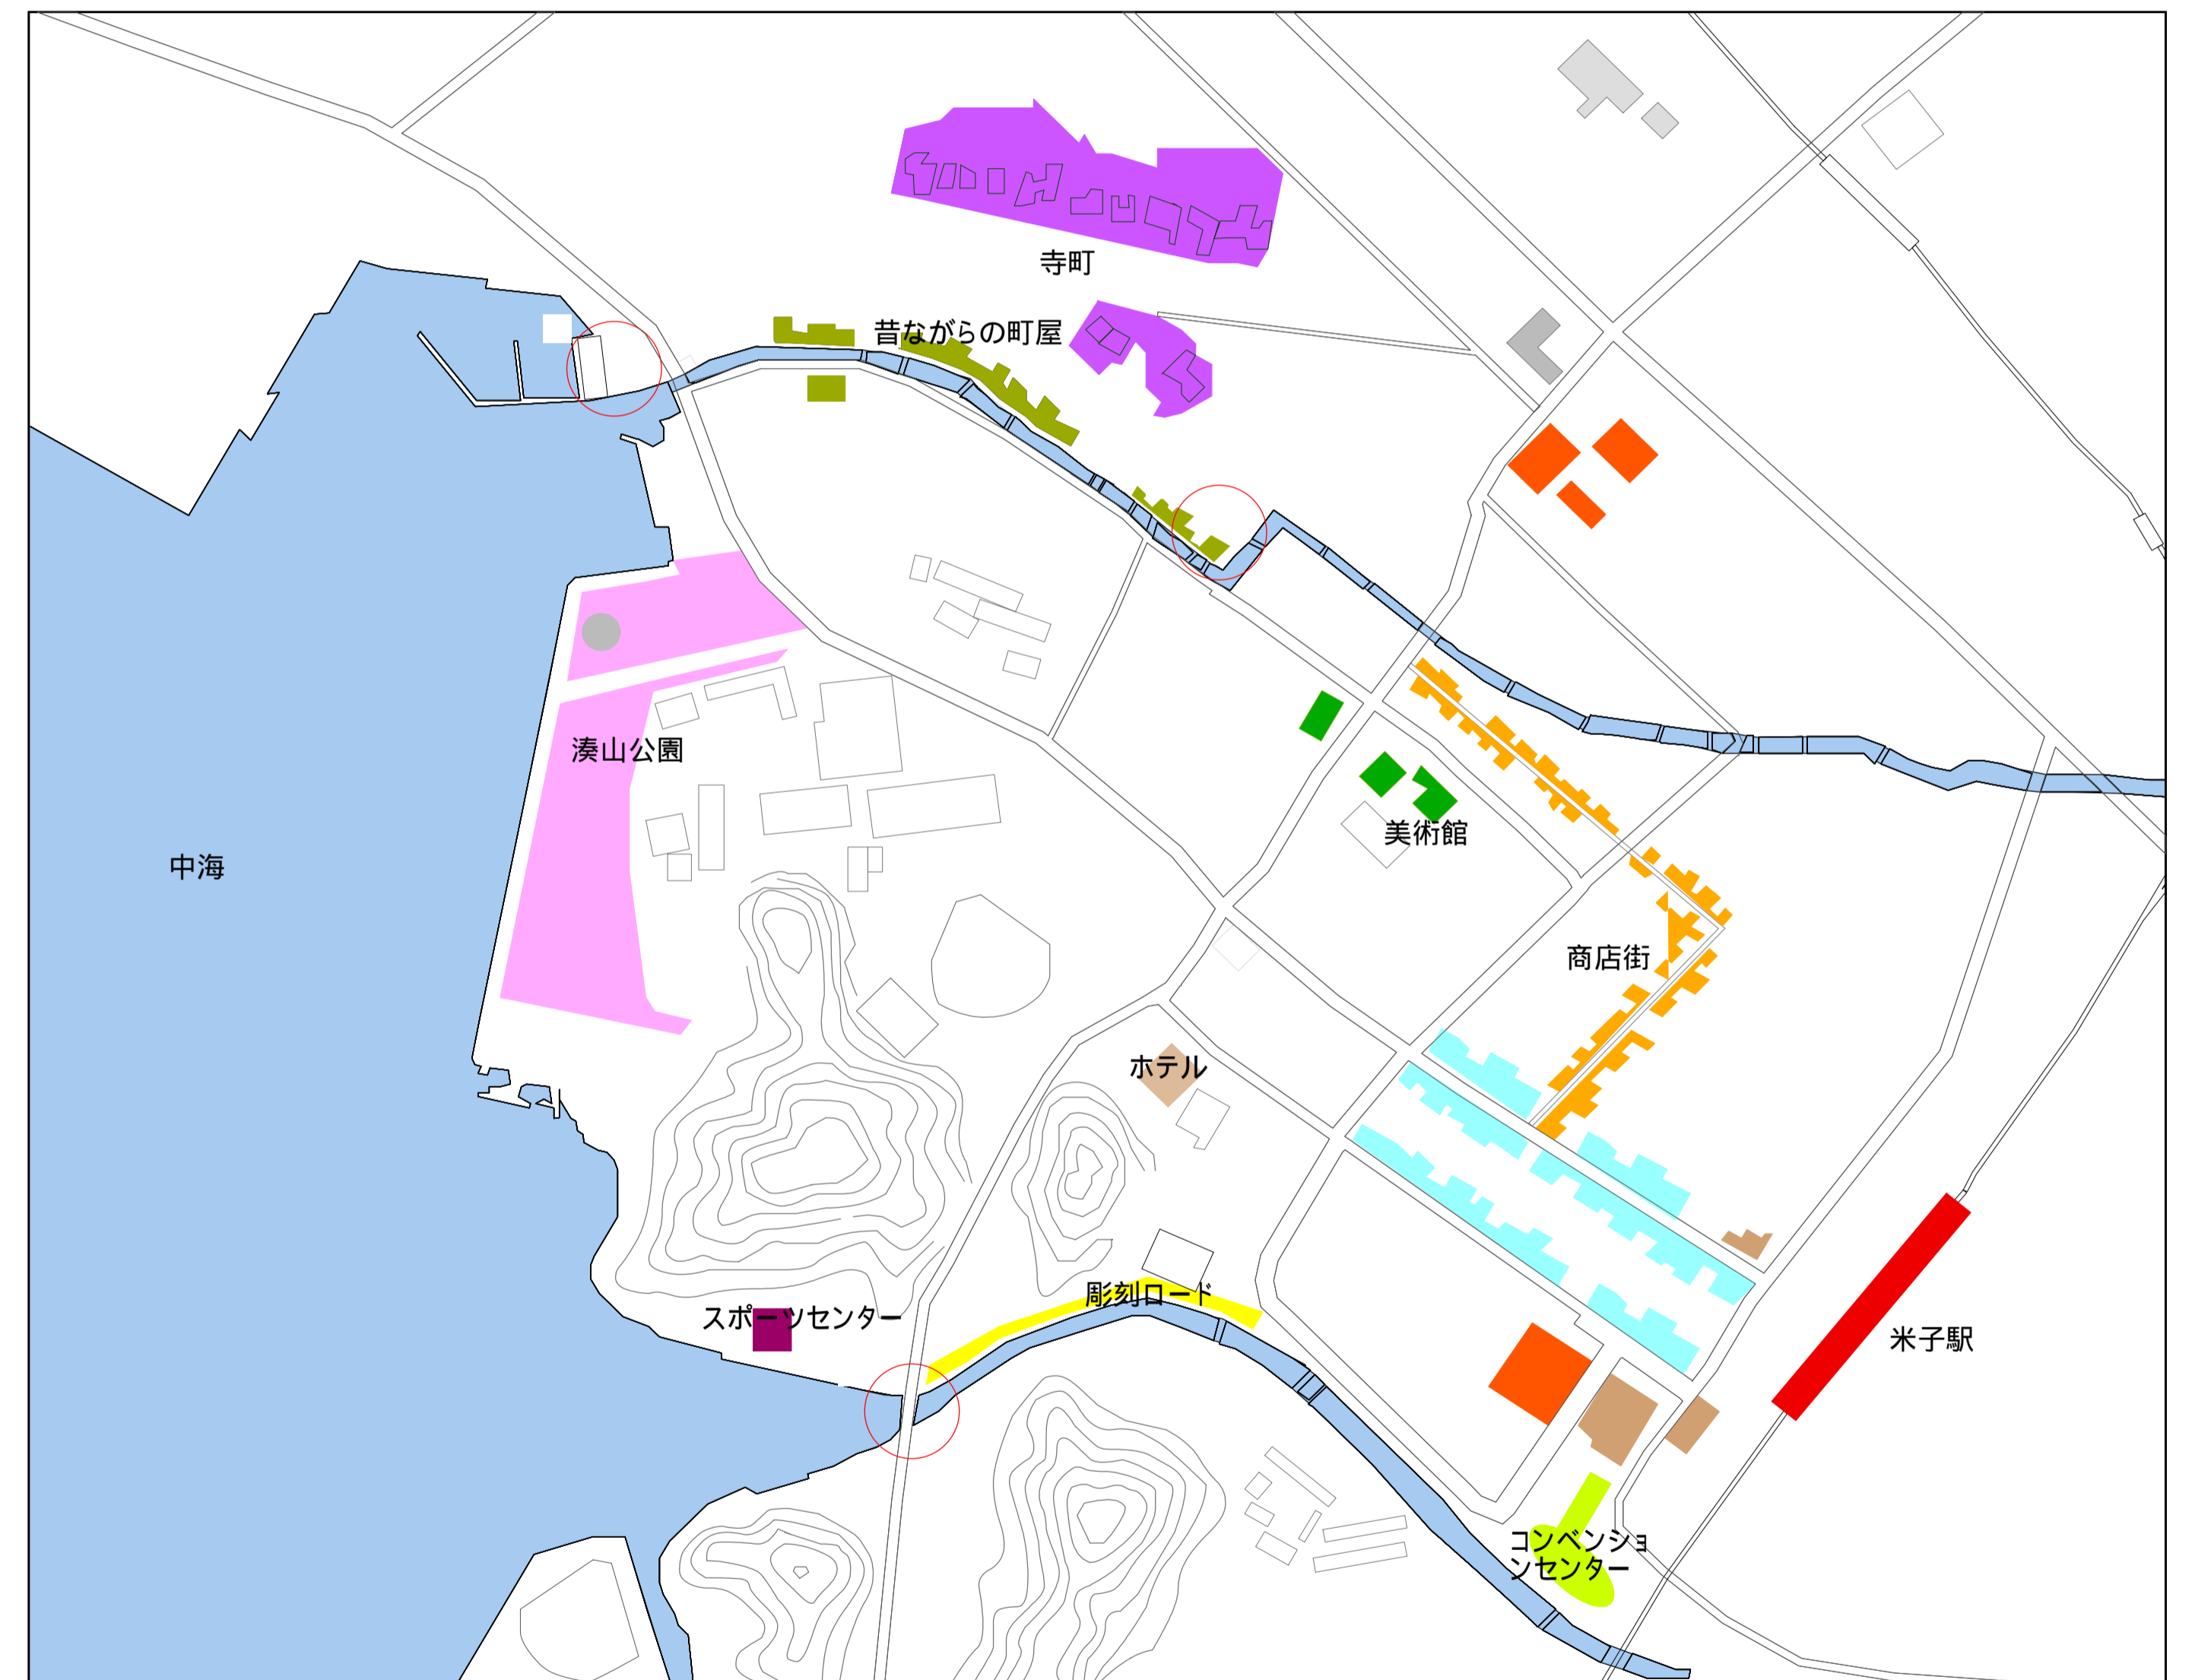 寺町
昔ながらの町屋
湊山公園
美術館
中海
商店街
ホテル
彫刻ロード
スポーツセンター
米子駅
コンベンショ
ンセンター